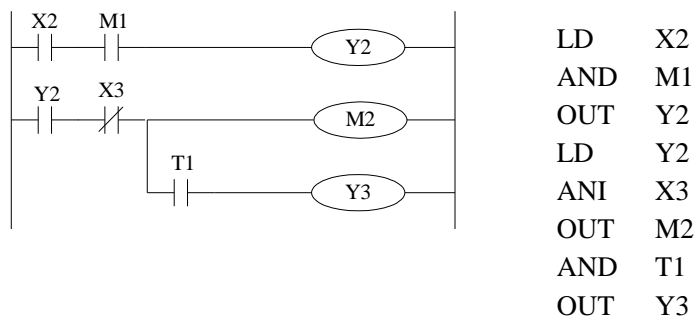 X2 M1
Y2
Y2 X3
M2
T1
Y3
LD X2
AND M1
OUT Y2
LD Y2
ANI X3
OUT M2
AND T1
OUT Y3